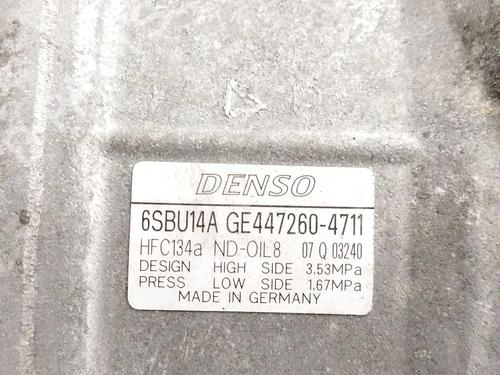 DENSO
6SBU14A GE447260-4711
HFC134a ND-OIL8 07 Q 03240
DESIGN HIGH SIDE 3.53MPa
PRESS LOW SIDE 1.67MPa
MADE IN GERMANY